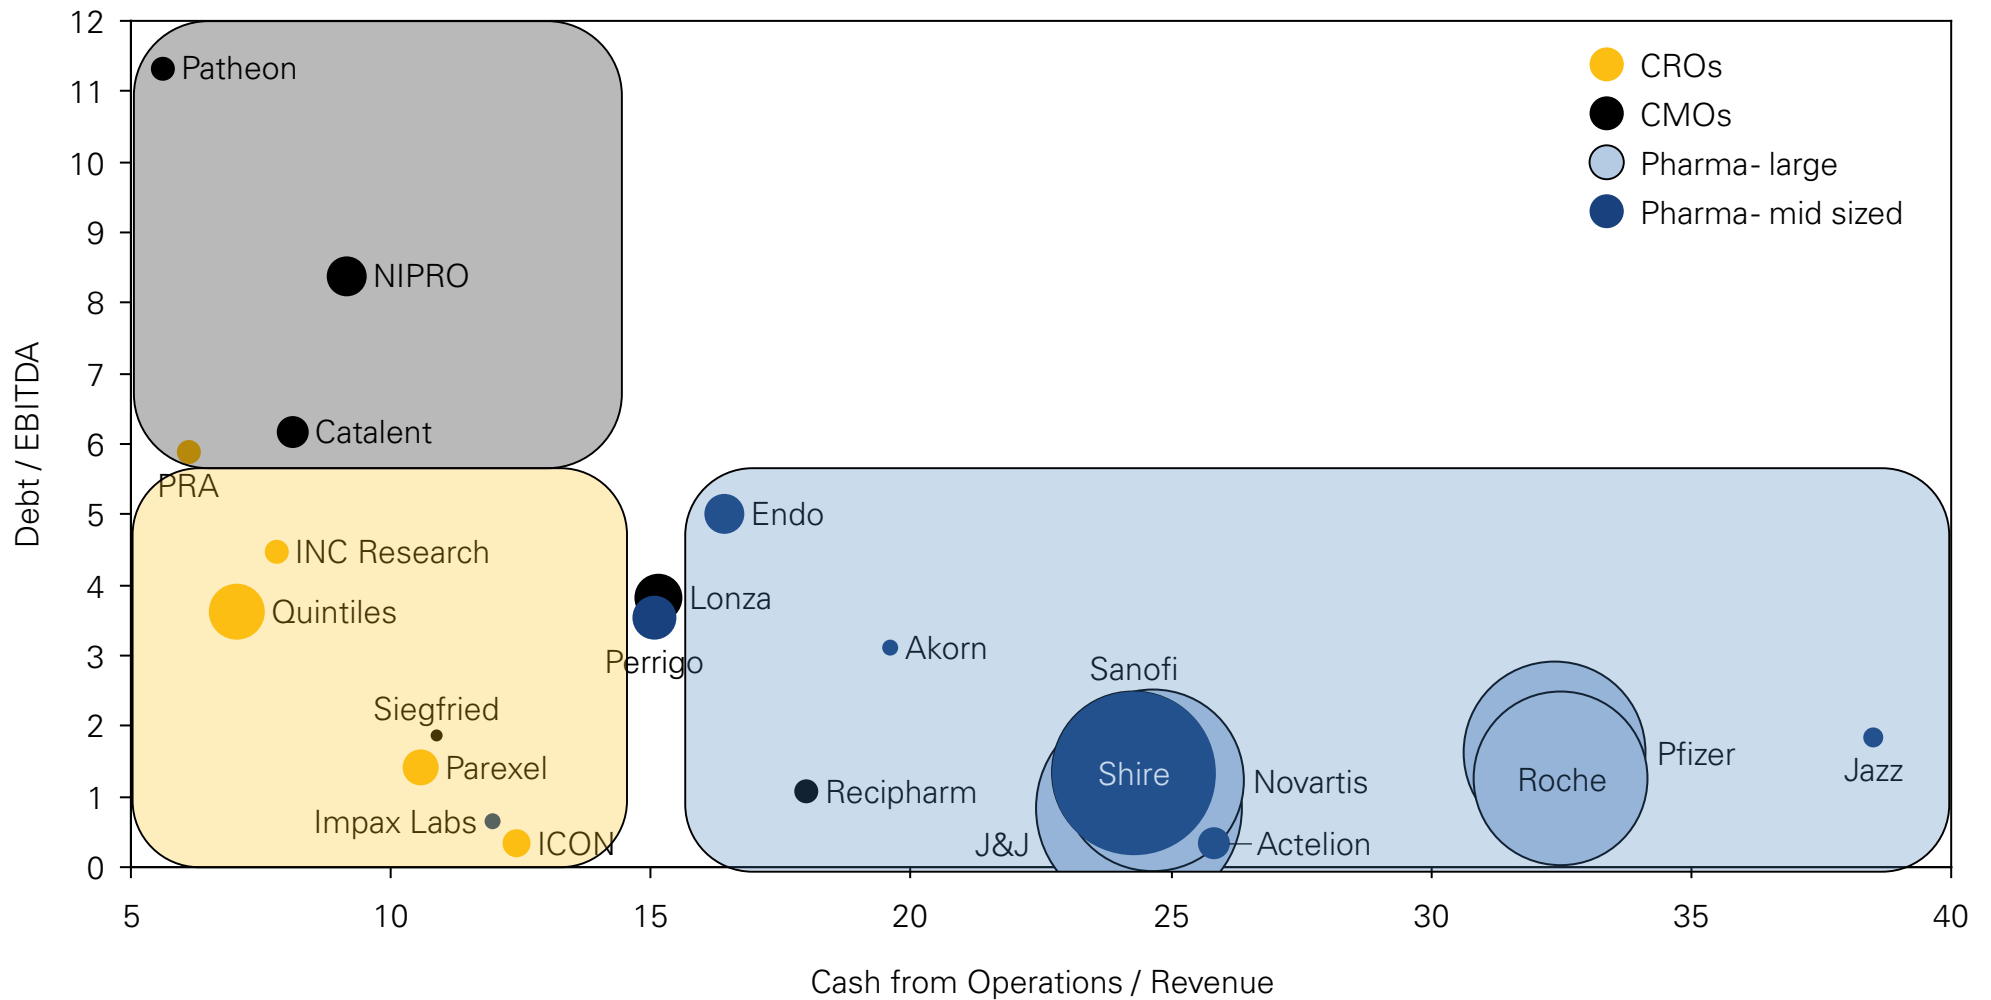 12
11
10
9
8
7
6
5
4
3
2
1
0
Debt / EBITDA
Patheon
NIPRO
Catalent
PRA
INC Research
Quintiles
Siegfried
Parexel
Impax Labs
ICON
CROs
CMOs
Pharma- large
Pharma- mid sized
Endo
Lonza
Perrigo
Akorn
Sanofi
Shire
Novartis
Recipharm
J&J
Actelion
Roche
Pfizer
Jazz
5 10 15 20 25 30 35 40
Cash from Operations / Revenue